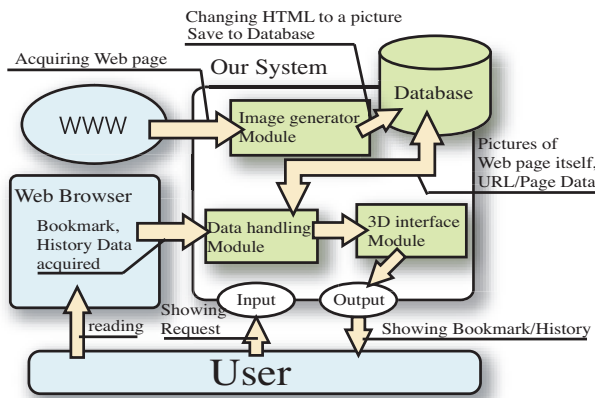 Changing HTML to a picture
Save to Database
Acquiring Web page
Our System
Database
WWW
Image generator
Module
Pictures of
Web page itself,
URL/Page Data
Web Browser
Bookmark,
History Data
acquired
Data handling
Module
3D interface
Module
Input
Output
reading
Showing
Request
Showing Bookmark/History
User